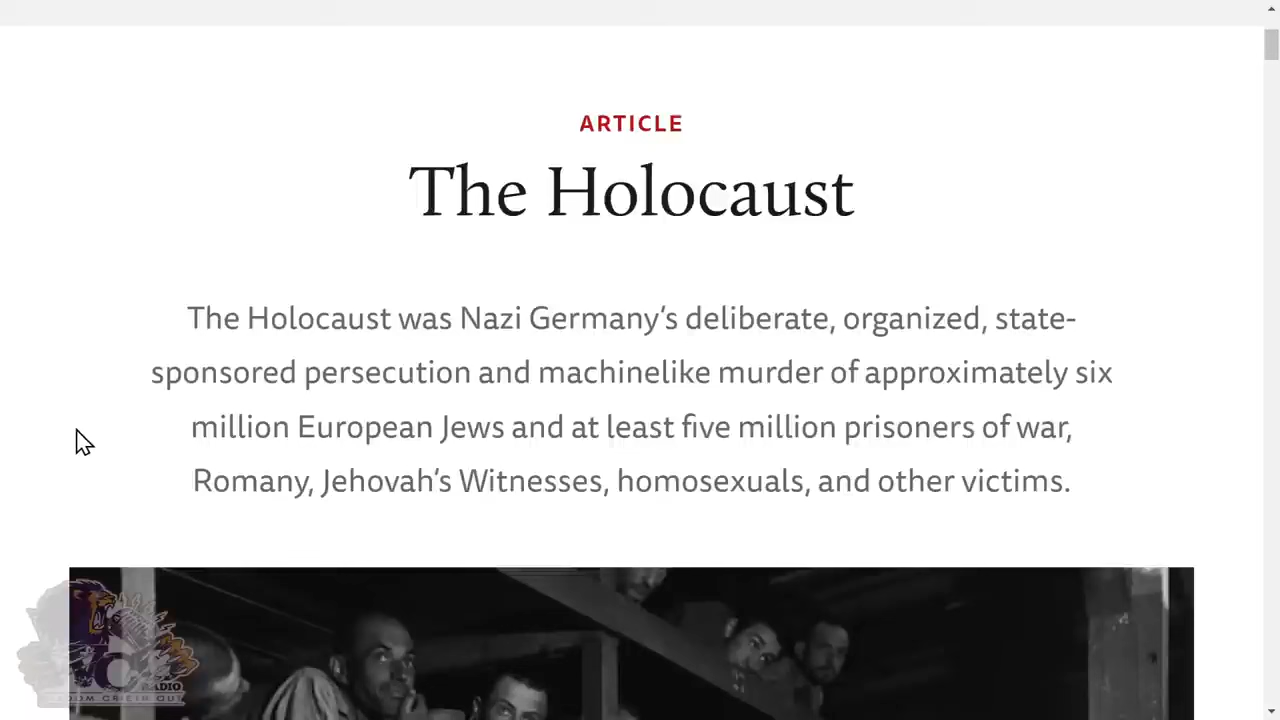 ARTICLE
The Holocaust
The Holocaust was Nazi Germany’s deliberate, organized, state-
sponsored persecution and machinelike murder of approximately six
million European Jews and at least five million prisoners of war,
Romany, Jehovah’s Witnesses, homosexuals, and other victims.
RADIO